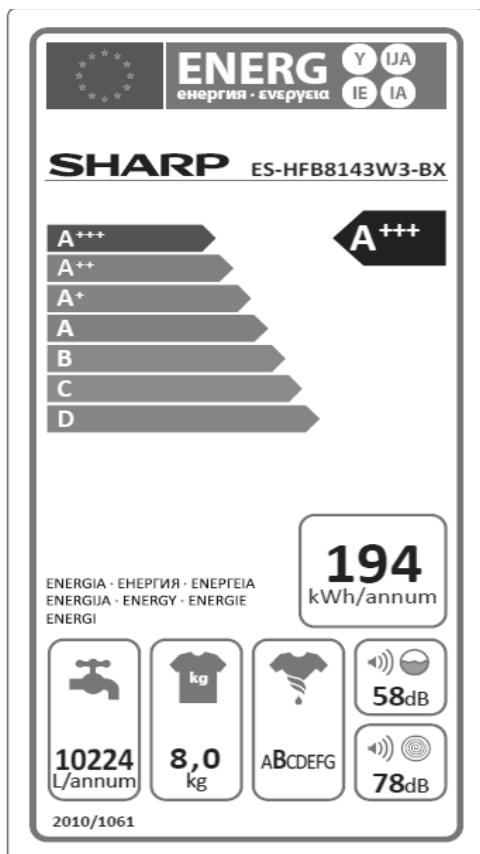 ENERG
енергия · ενεργεια
Y IJA
IE IA
SHARP ES-HFB8143W3-BX
A+++
A+++
A++
A+
A
B
C
D
194
kWh/annum
ENERGIA · ЕНЕРГИЯ · ΕΝΕΡΓΕΙΑ
ENERGIJA · ENERGY · ENERGIE
ENERGI
10224
L/annum
kg
8,0
kg
ABCDEFG
58dB
78dB
2010/1061